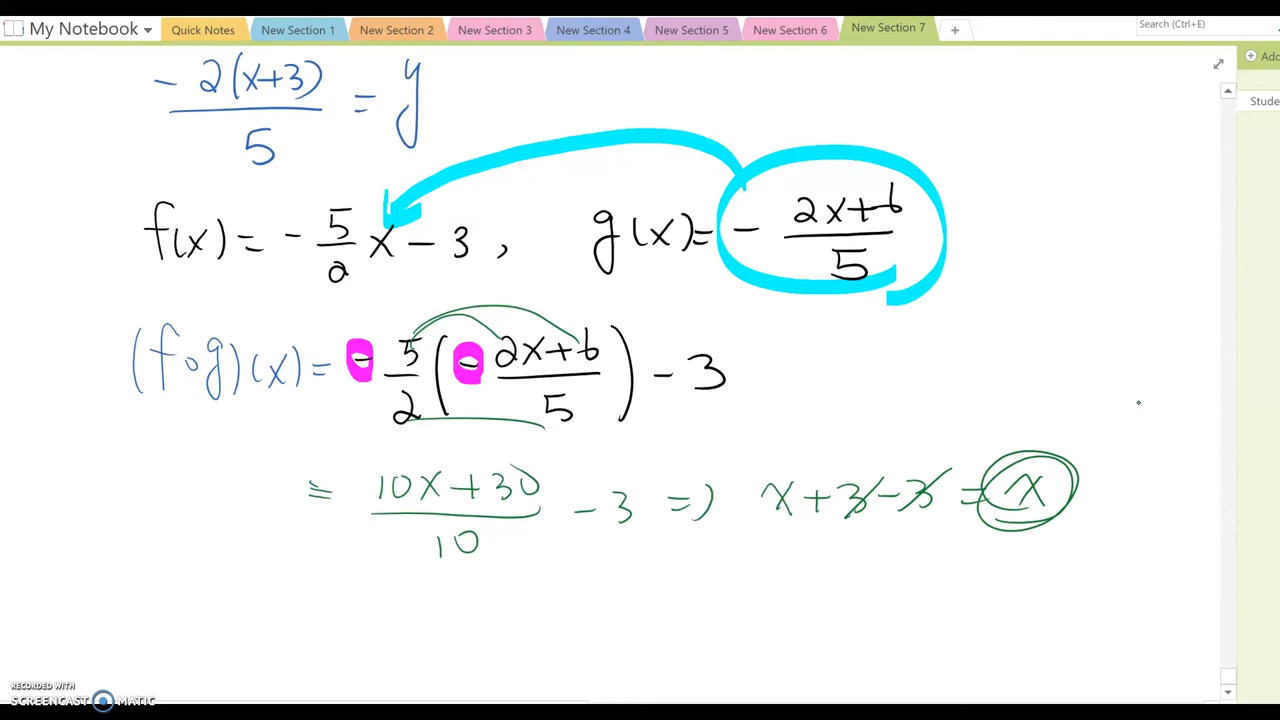 My Notebook
Quick Notes
New Section 1
New Section 2
New Section 3
New Section 4
New Section 5
New Section 6
New Section 7
Search (Ctrl+E)
Add
Stude
- 2(x+3)/5 = y
f(x) = - 5/2 x - 3 , g(x) = - (2x+6)/5
(f∘g)(x) = - 5/2 (- (2x+6)/5) - 3
= (10x+30)/10 - 3 => x + 3 - 3 = x
RECORDED WITH
SCREENCAST MATIC